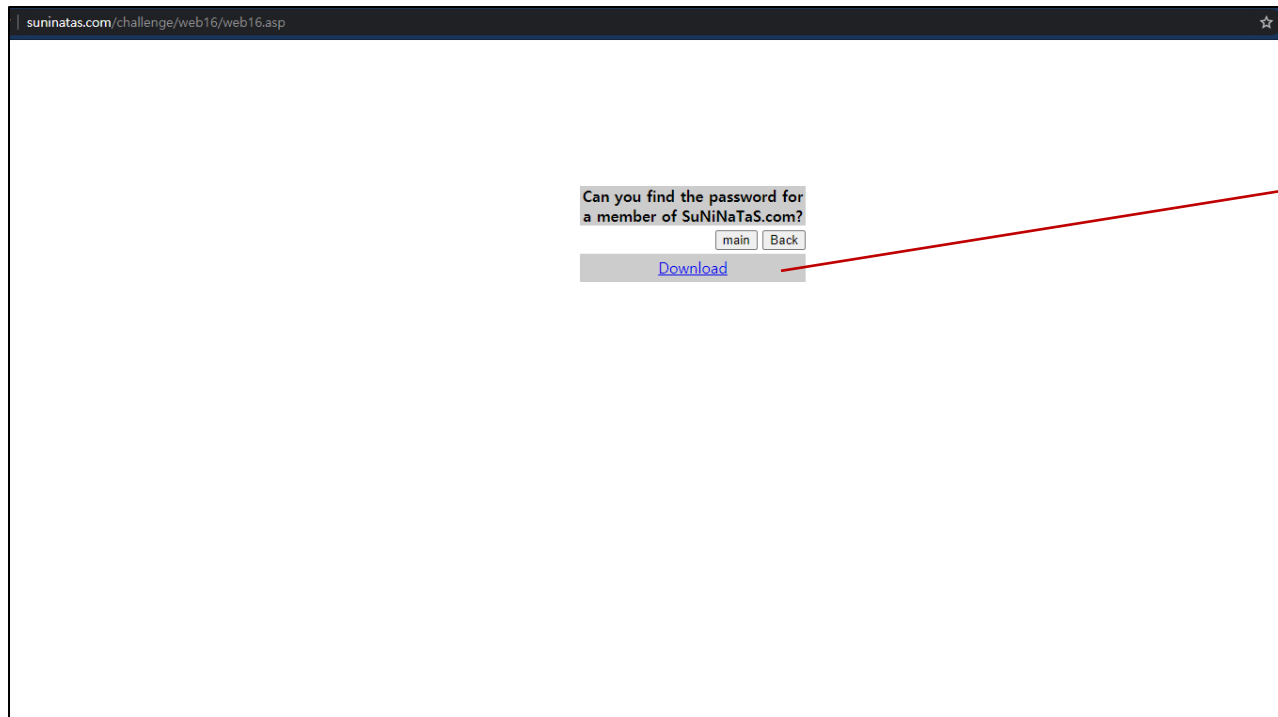 suninatas.com/challenge/web16/web16.asp
Can you find the password for
a member of SuNiNaTaS.com?
main Back
Download